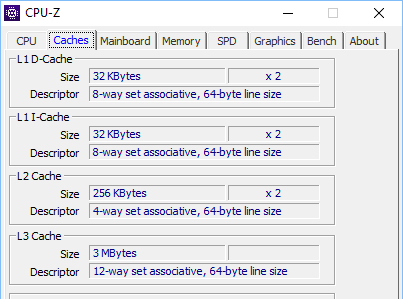 CPU-Z
CPU Caches Mainboard Memory SPD Graphics Bench About
L1 D-Cache
Size 32 KBytes x 2
Descriptor 8-way set associative, 64-byte line size
L1 I-Cache
Size 32 KBytes x 2
Descriptor 8-way set associative, 64-byte line size
L2 Cache
Size 256 KBytes x 2
Descriptor 4-way set associative, 64-byte line size
L3 Cache
Size 3 MBytes
Descriptor 12-way set associative, 64-byte line size